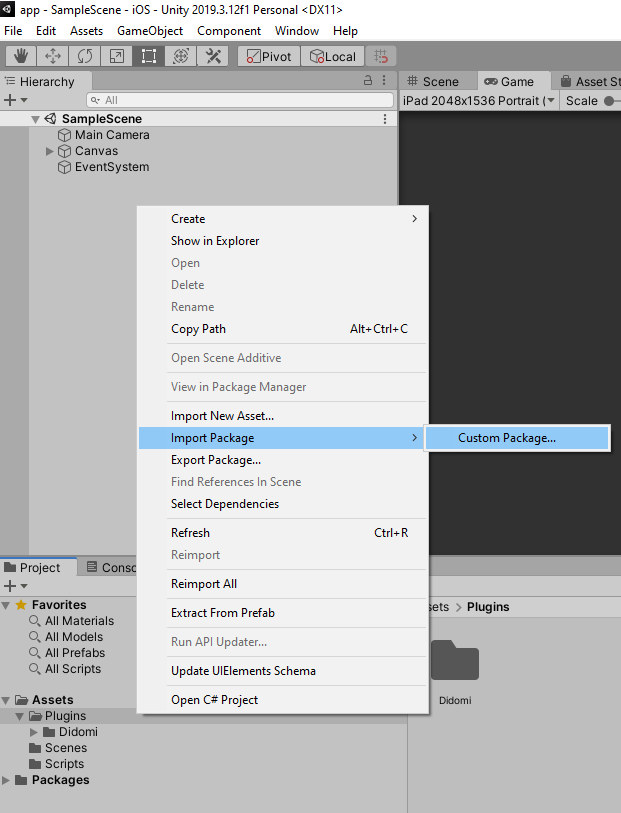 app - SampleScene - iOS - Unity 2019.3.12f1 Personal <DX11>
File Edit Assets GameObject Component Window Help
Pivot Local
Hierarchy
Scene Game Asset St
All
iPad 2048x1536 Portrait ( Scale
SampleScene
Main Camera
Canvas
EventSystem
Create
Show in Explorer
Open
Delete
Rename
Copy Path Alt+Ctrl+C
Open Scene Additive
View in Package Manager
Import New Asset...
Import Package Custom Package...
Export Package...
Find References In Scene
Select Dependencies
Refresh Ctrl+R
Reimport
Reimport All
Extract From Prefab
Run API Updater...
Update UIElements Schema
Open C# Project
Project Conso
Favorites
All Materials
All Models
All Prefabs
All Scripts
Assets
Plugins
Didomi
Scenes
Scripts
Packages
sets > Plugins
Didomi